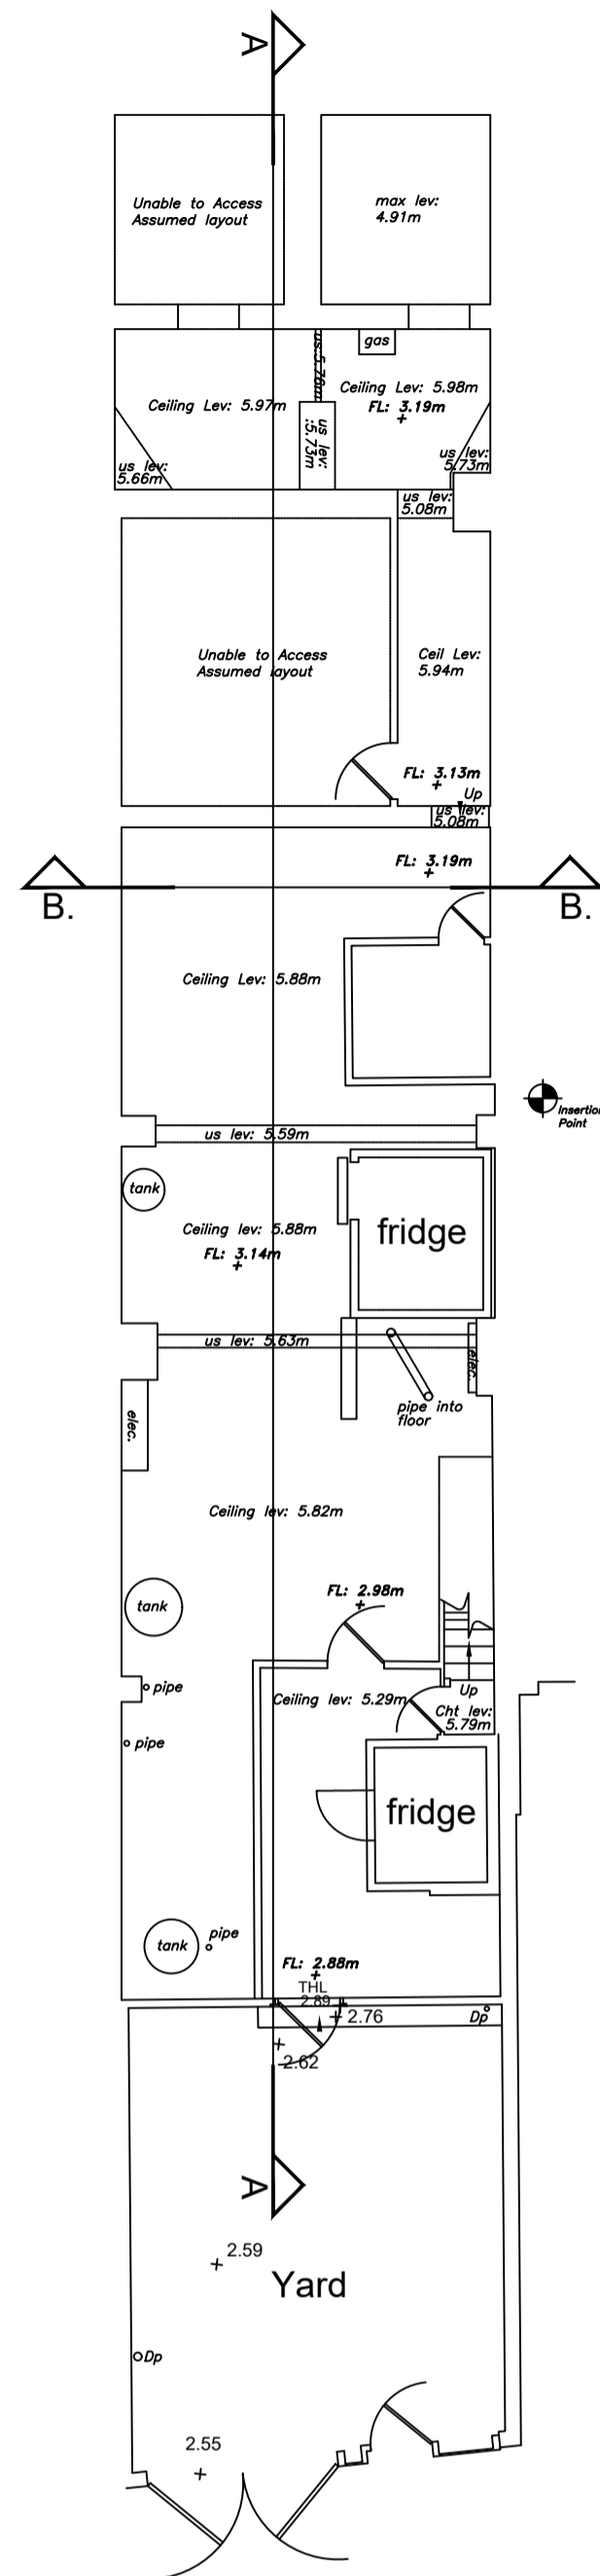 A
Unable to Access
Assumed layout
max lev:
4.91m
us:5.76m
gas
Ceiling Lev: 5.97m
Ceiling Lev: 5.98m
FL: 3.19m
us lev:
5.73m
us lev:
5.66m
us lev:
5.73m
us lev:
5.08m
Unable to Access
Assumed layout
Ceil Lev:
5.94m
FL: 3.13m
Up
us lev:
5.08m
FL: 3.19m
B.
B.
Ceiling Lev: 5.88m
Insertion
Point
us lev: 5.59m
tank
Ceiling lev: 5.88m
FL: 3.14m
fridge
us lev: 5.63m
elec.
pipe into
floor
elec.
Ceiling lev: 5.82m
FL: 2.98m
tank
pipe
Up
Ceiling lev: 5.29m
Cht lev:
5.79m
pipe
fridge
pipe
tank
FL: 2.88m
THL
2.89
2.76
Dp
2.62
A
2.59
Yard
Dp
2.55